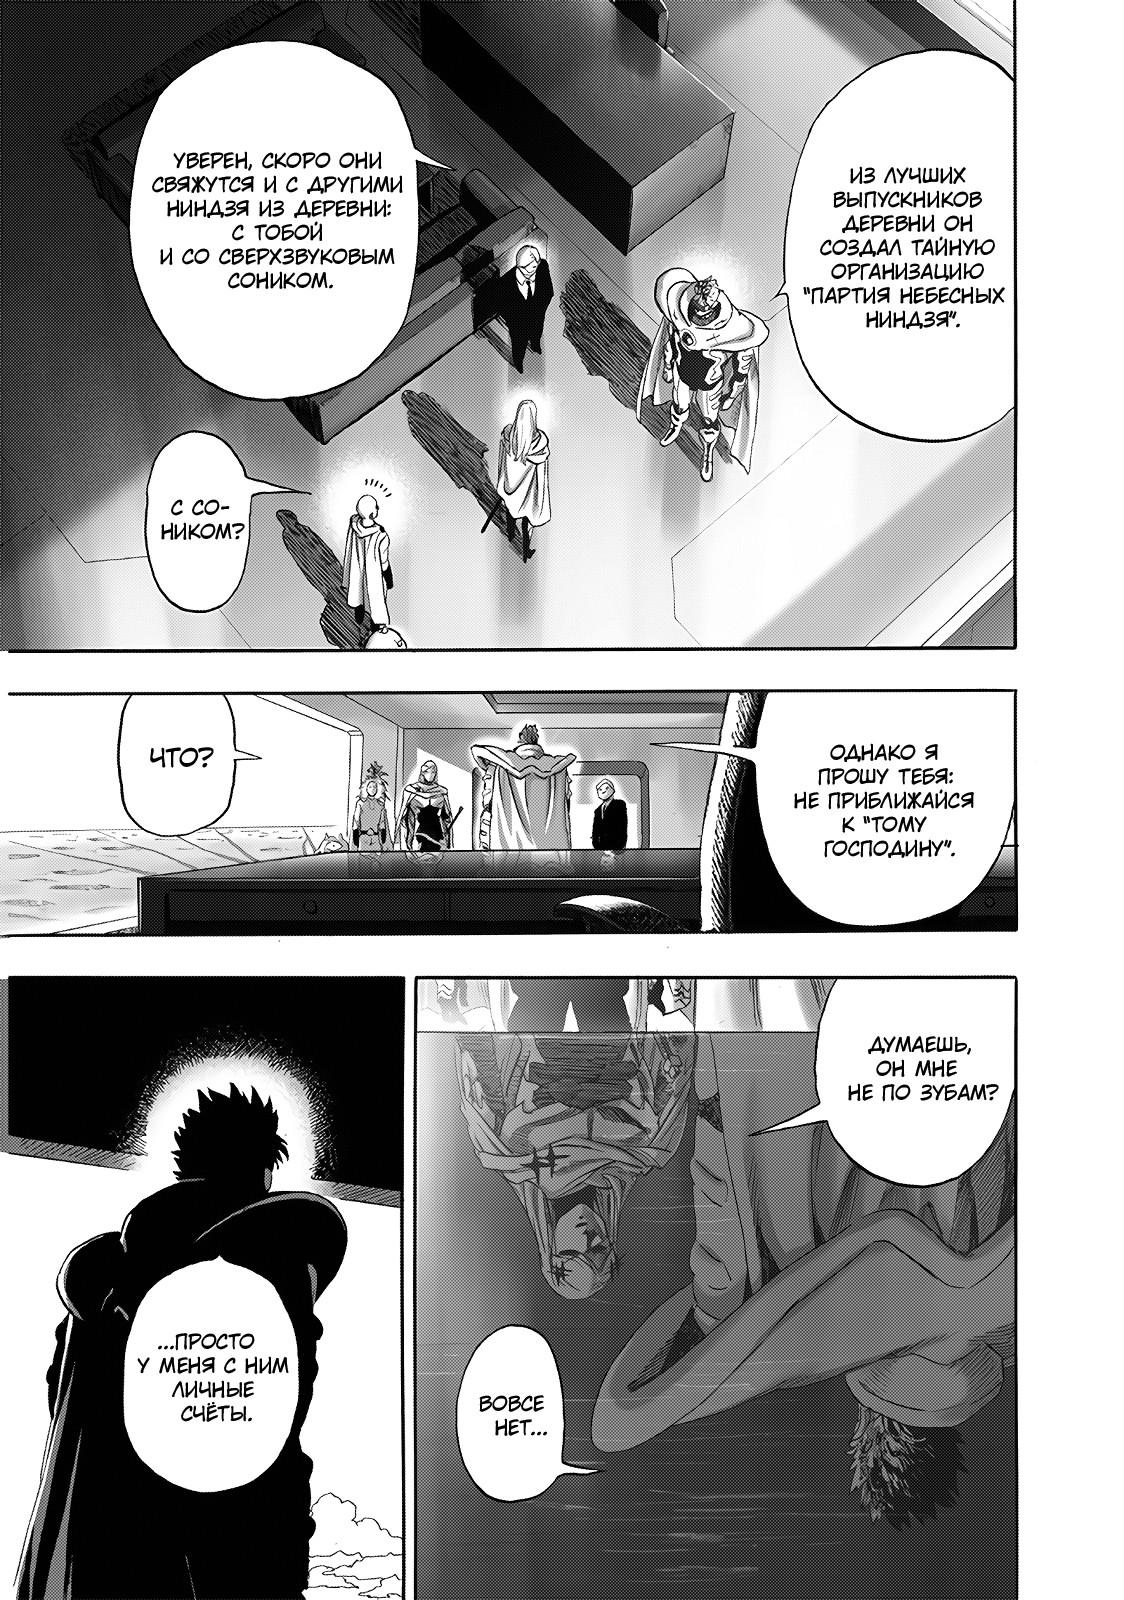 ИЗ ЛУЧШИХ
ВЫПУСКНИКОВ
ДЕРЕВНИ ОН
СОЗДАЛ ТАЙНУЮ
ОРГАНИЗАЦИЮ
"ПАРТИЯ НЕБЕСНЫХ
НИНДЗЯ".
УВЕРЕН, СКОРО ОНИ
СВЯЖУТСЯ И С ДРУГИМИ
НИНДЗЯ ИЗ ДЕРЕВНИ:
С ТОБОЙ
И СО СВЕРХЗВУКОВЫМ
СОНИКОМ.
С СО-
НИКОМ?
ОДНАКО Я
ПРОШУ ТЕБЯ:
НЕ ПРИБЛИЖАЙСЯ
К "ТОМУ
ГОСПОДИНУ".
ЧТО?
ДУМАЕШЬ,
ОН МНЕ
НЕ ПО ЗУБАМ?
ВОВСЕ
НЕТ...
...ПРОСТО
У МЕНЯ С НИМ
ЛИЧНЫЕ
СЧЁТЫ.